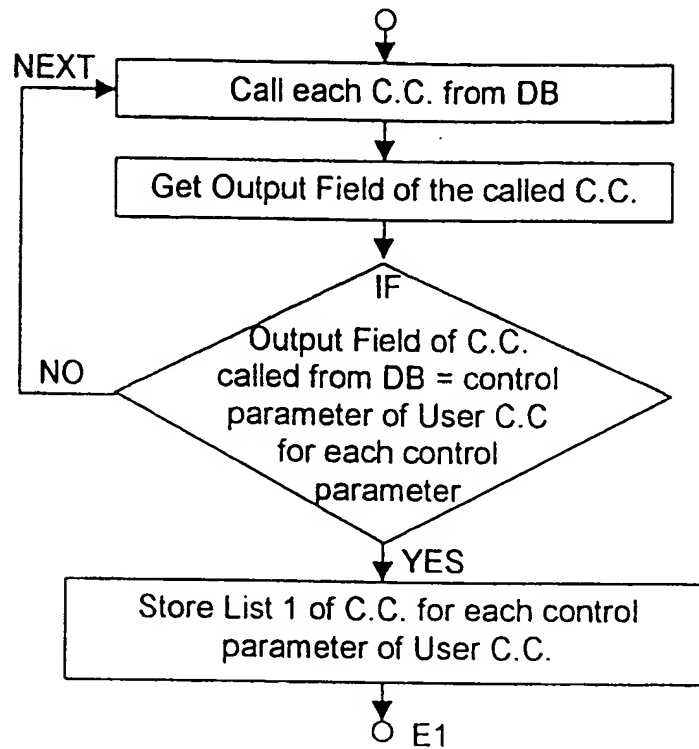 NEXT
Call each C.C. from DB
Get Output Field of the called C.C.
IF
Output Field of C.C.
called from DB = control
parameter of User C.C
for each control
parameter
NO
YES
Store List 1 of C.C. for each control
parameter of User C.C.
E1